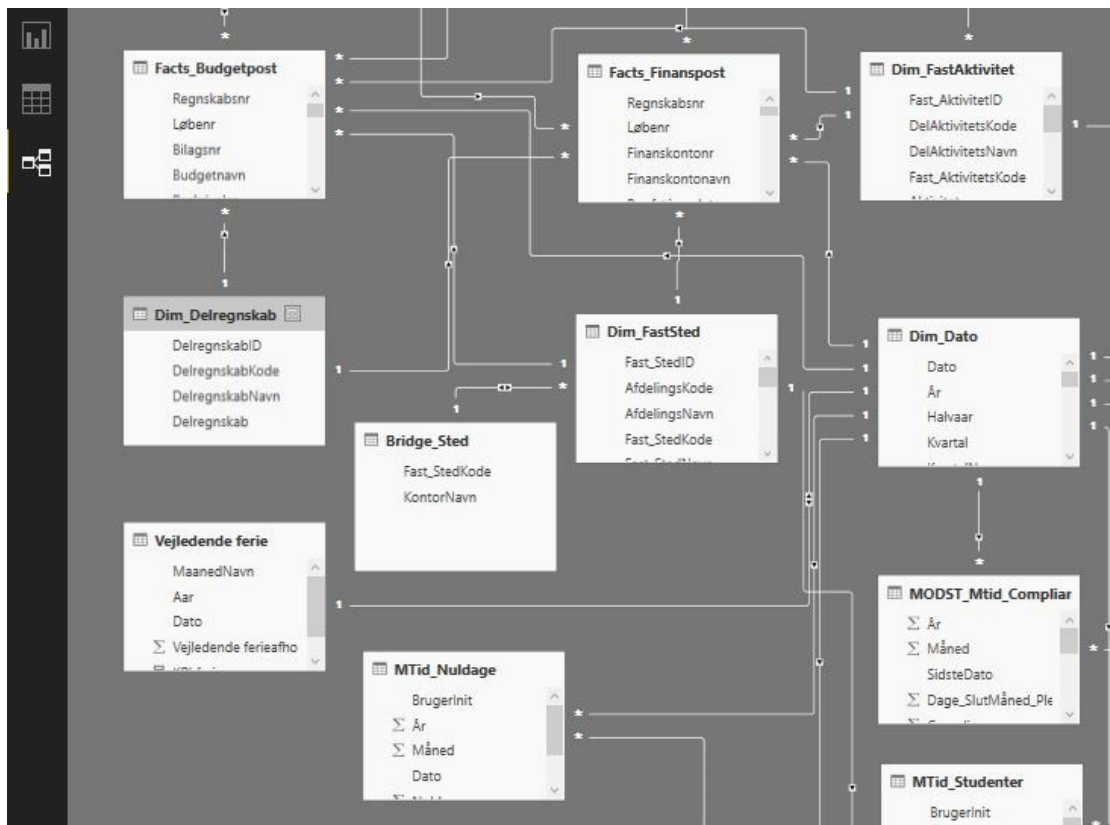 Facts_Budgetpost
Regnskabsnr
Løbenr
Bilagsnr
Budgetnavn
Facts_Finanspost
Regnskabsnr
Løbenr
Finanskontonr
Finanskontonavn
Dim_FastAktivitet
Fast_AktivitetID
DelAktivitetsKode
DelAktivitetsNavn
Fast_AktivitetsKode
Dim_Delregnskab
DelregnskabID
DelregnskabKode
DelregnskabNavn
Delregnskab
Dim_FastSted
Fast_StedID
AfdelingsKode
AfdelingsNavn
Fast_StedKode
Fast_StedNavn
Dim_Dato
Dato
År
Halvaar
Kvartal
Bridge_Sted
Fast_StedKode
KontorNavn
Vejledende ferie
MaanedNavn
Aar
Dato
Σ Vejledende ferieafho
MTid_Nuldage
BrugerInit
Σ År
Σ Måned
Dato
MODST_Mtid_Complian
Σ År
Σ Måned
SidsteDato
Σ Dage_SlutMåned_Ple
MTid_Studenter
BrugerInit